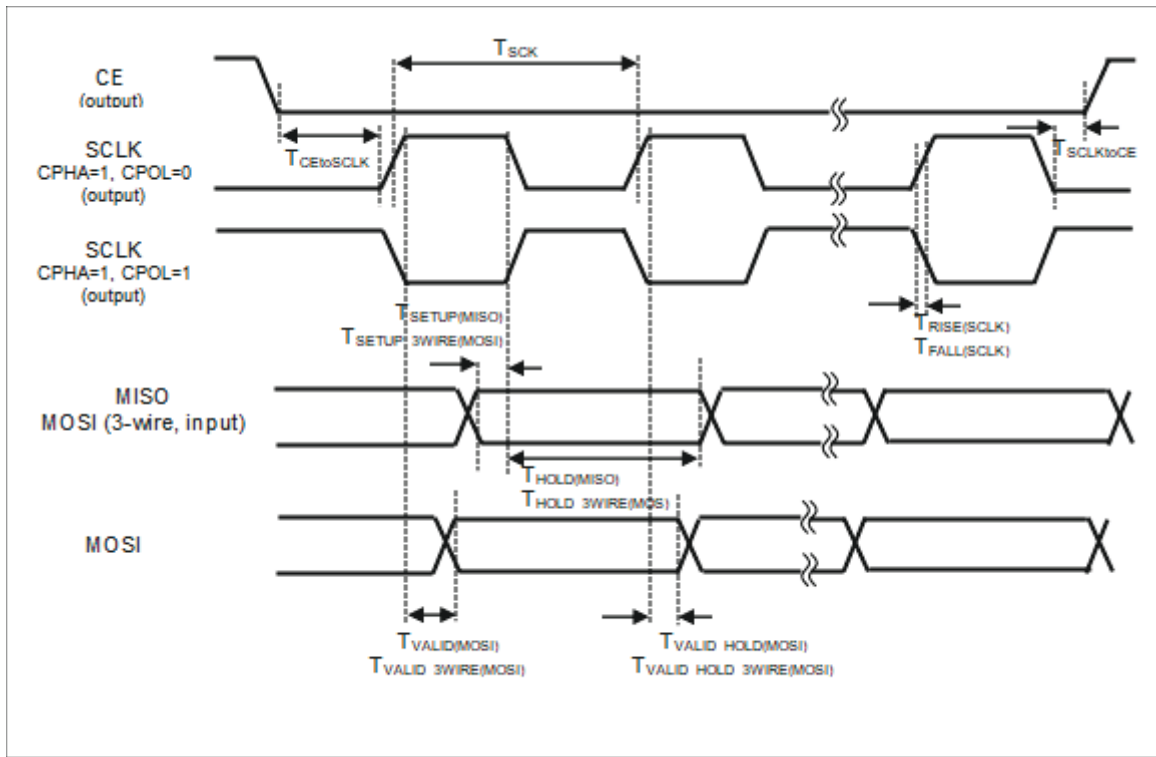 TSCK
CE
(output)
TCEtoSCLK
TSCLKtoCE
SCLK
CPHA=1, CPOL=0
(output)
SCLK
CPHA=1, CPOL=1
(output)
TSETUP(MISO)
TSETUP 3WIRE(MOSI)
TRISE(SCLK)
TFALL(SCLK)
MISO
MOSI (3-wire, input)
THOLD(MISO)
THOLD 3WIRE(MOS)
MOSI
TVALID(MOSI)
TVALID 3WIRE(MOSI)
TVALID HOLD(MOSI)
TVALID HOLD 3WIRE(MOSI)